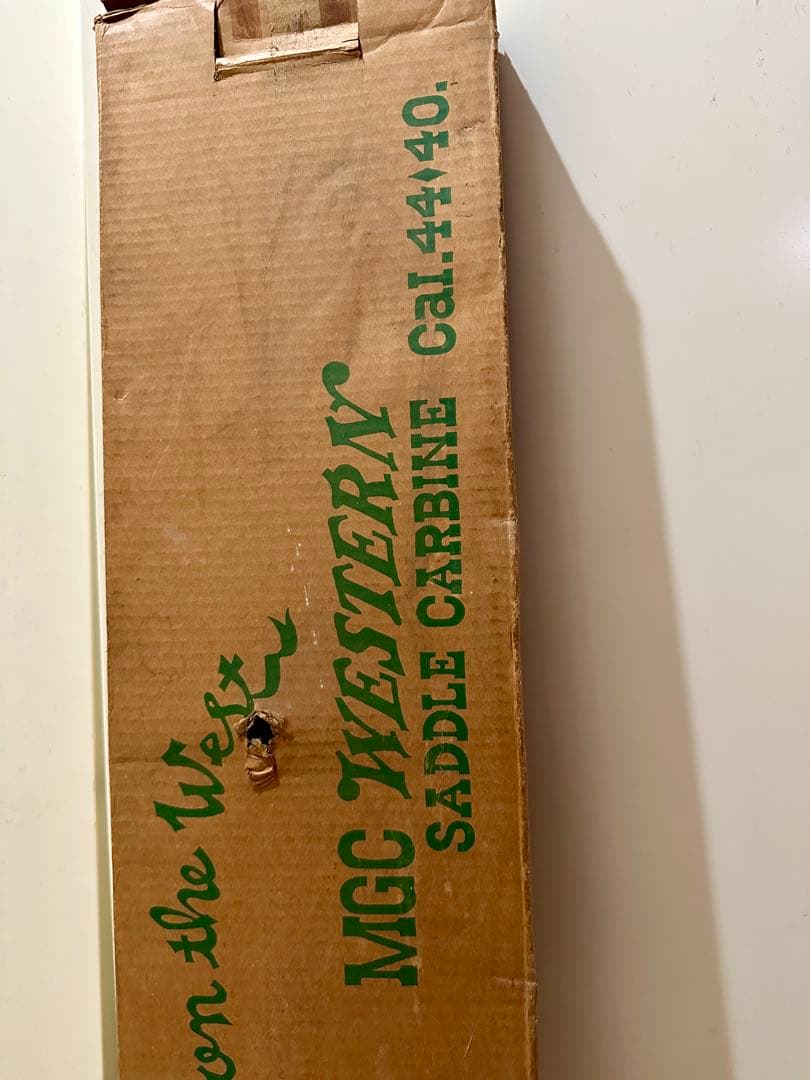 on the West
MGC WESTERN
SADDLE CARBINE Cal.44♦40.